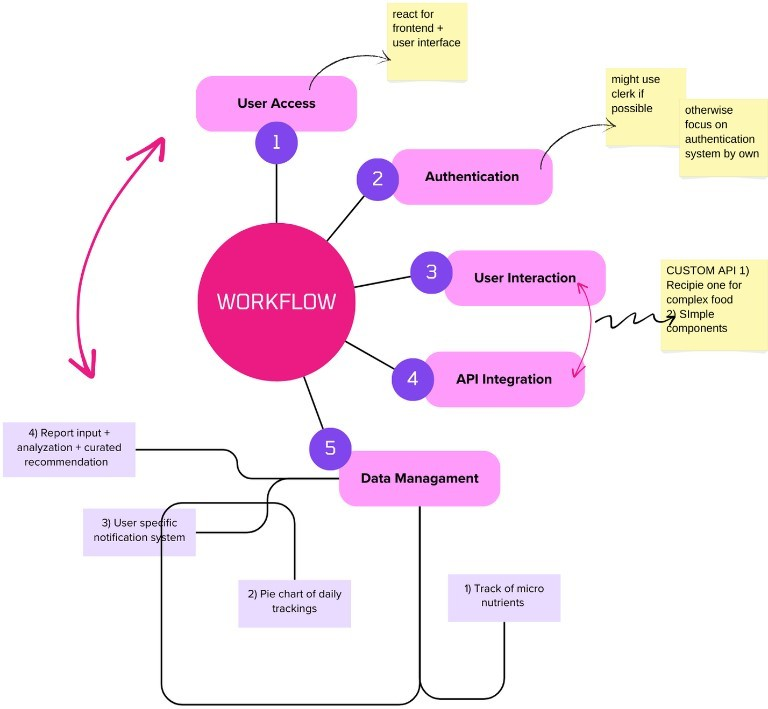 react for
frontend +
user interface
User Access
1
might use
clerk if
possible
otherwise
focus on
authentication
system by own
2
Authentication
3
User Interaction
CUSTOM API 1)
Recipie one for
complex food
2) SImple
components
WORKFLOW
4
API Integration
5
Data Managament
4) Report input +
analyzation + curated
recommendation
3) User specific
notification system
2) Pie chart of daily
trackings
1) Track of micro
nutrients